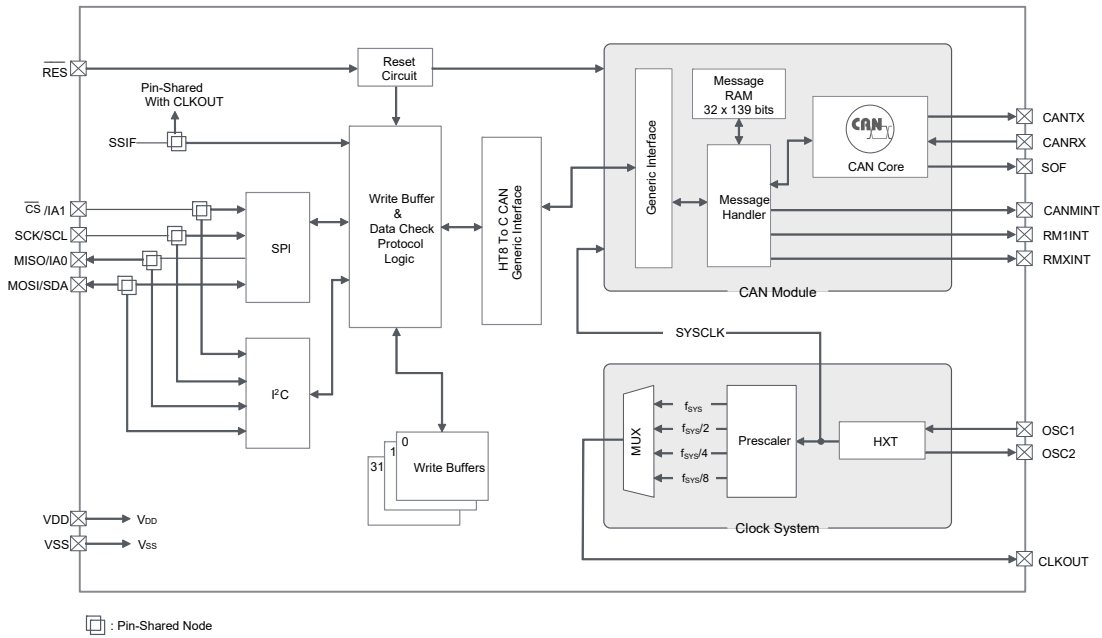 RES
Reset
Circuit
Pin-Shared
With CLKOUT
SSIF
CS /IA1
SCK/SCL
MISO/IA0
MOSI/SDA
SPI
I²C
Write Buffer
&
Data Check
Protocol
Logic
HT8 To C CAN
Generic Interface
0
1
31
Write Buffers
VDD
VDD
VSS
VSS
Generic Interface
Message
RAM
32 x 139 bits
Message
Handler
CAN
CAN Core
CAN Module
CANTX
CANRX
SOF
CANMINT
RM1INT
RMXINT
SYSCLK
MUX
fSYS
fSYS/2
fSYS/4
fSYS/8
Prescaler
HXT
Clock System
OSC1
OSC2
CLKOUT
: Pin-Shared Node